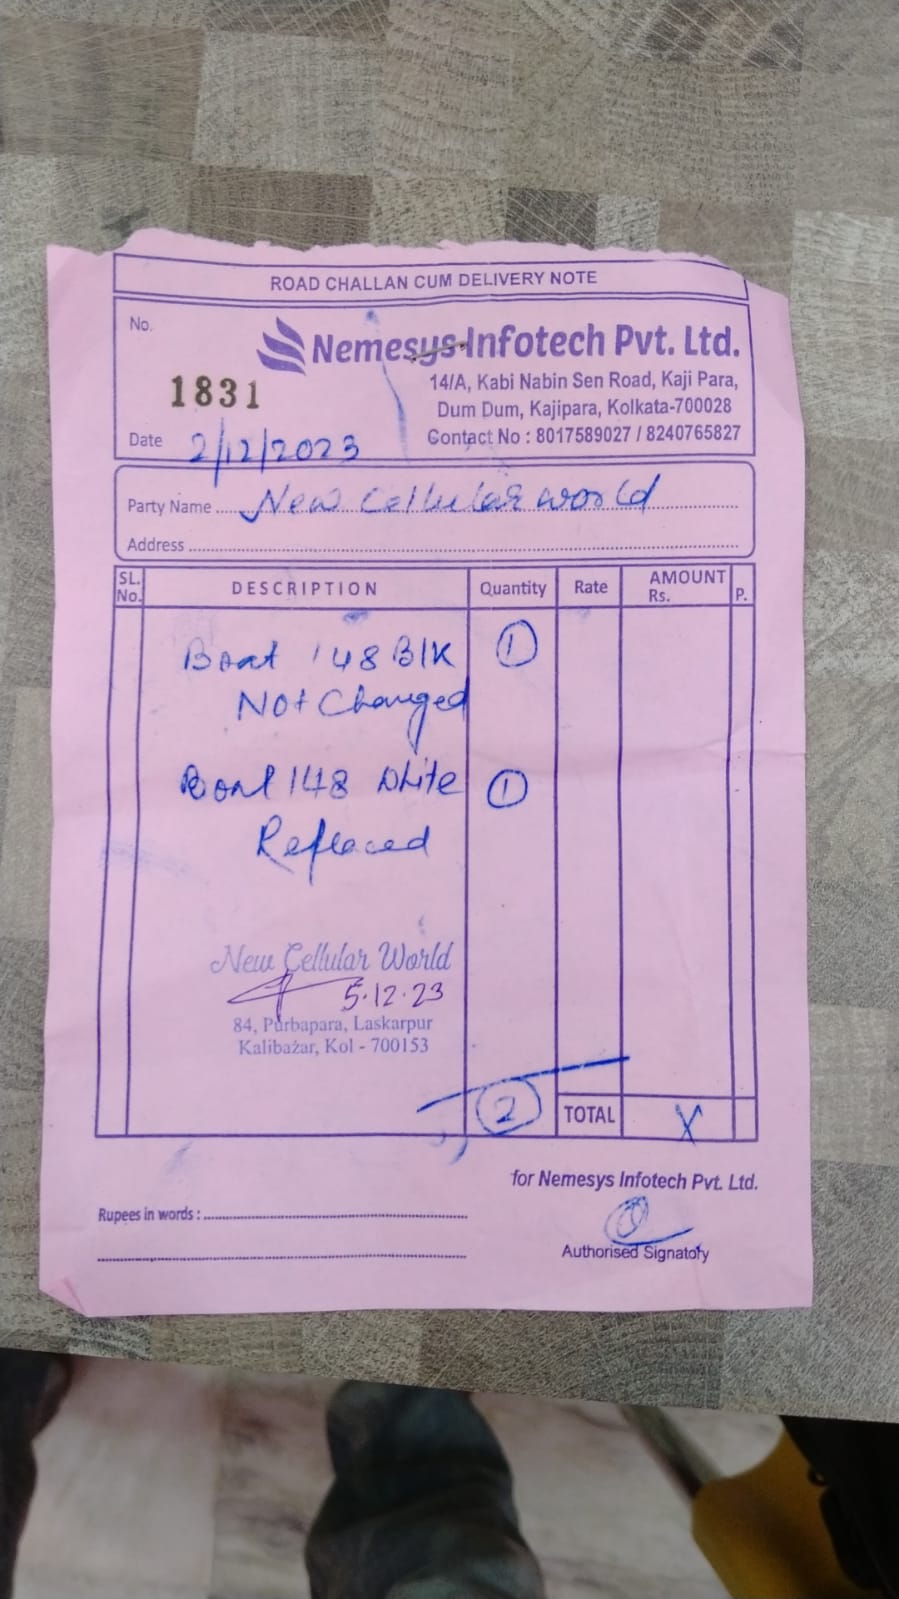 ROAD CHALLAN CUM DELIVERY NOTE
No. Nemesys Infotech Pvt. Ltd.
1831
14/A, Kabi Nabin Sen Road, Kaji Para,
Dum Dum, Kajipara, Kolkata-700028
Contact No : 8017589027 / 8240765827
Date 2/12/2023
Party Name New Cellular world
Address
SL. No. DESCRIPTION Quantity Rate AMOUNT Rs. P.
Boat 148 Blk 1
Not Changed
Boat 148 White 1
Replaced
New Cellular World
5.12.23
84, Purbapara, Laskarpur
Kalibazar, Kol - 700153
2 TOTAL X
for Nemesys Infotech Pvt. Ltd.
Rupees in words :
Authorised Signatory